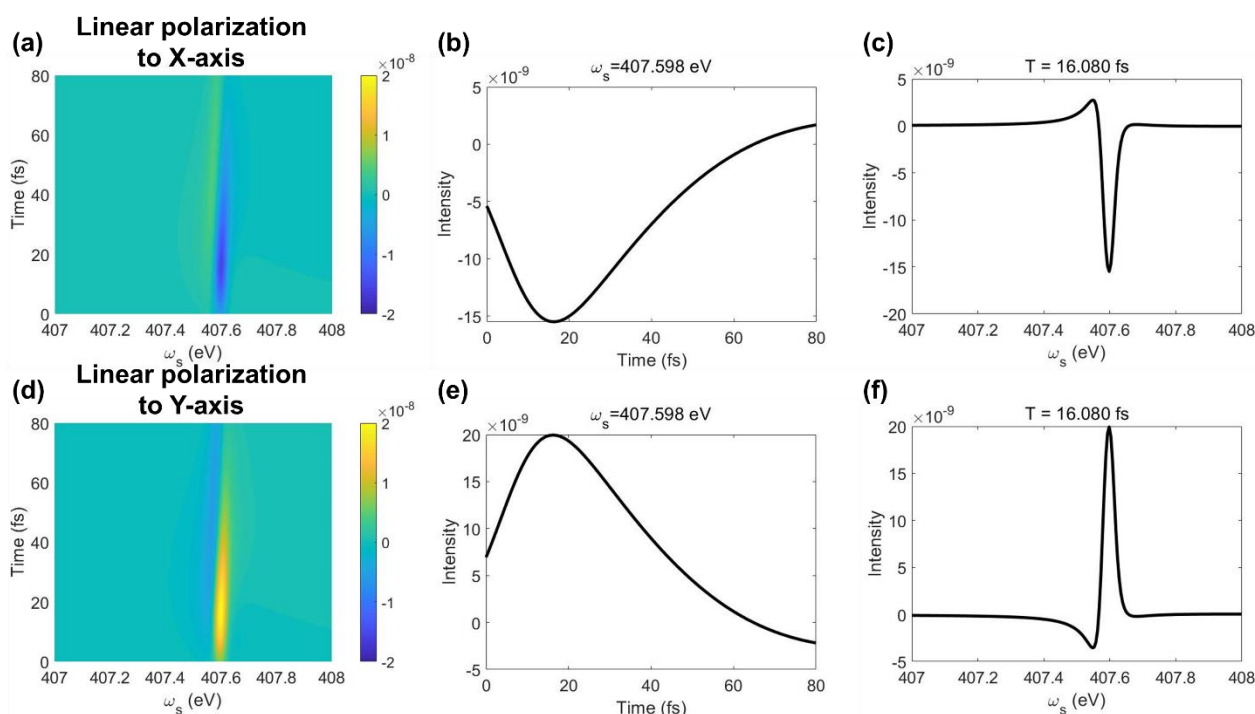 (a) Linear polarization to X-axis
×10⁻⁸
Time (fs)
80
60
40
20
0
407 407.2 407.4 407.6 407.8 408
ωs (eV)
2
1
0
-1
-2
(b)
×10⁻⁹ ωs=407.598 eV
Intensity
5
0
-5
-10
-15
0 20 40 60 80
Time (fs)
(c)
×10⁻⁹ T = 16.080 fs
Intensity
5
0
-5
-10
-15
-20
407 407.2 407.4 407.6 407.8 408
ωs (eV)
(d) Linear polarization to Y-axis
×10⁻⁸
Time (fs)
80
60
40
20
0
407 407.2 407.4 407.6 407.8 408
ωs (eV)
2
1
0
-1
-2
(e)
×10⁻⁹ ωs=407.598 eV
Intensity
20
15
10
5
0
-5
0 20 40 60 80
Time (fs)
(f)
×10⁻⁹ T = 16.080 fs
Intensity
20
15
10
5
0
-5
407 407.2 407.4 407.6 407.8 408
ωs (eV)